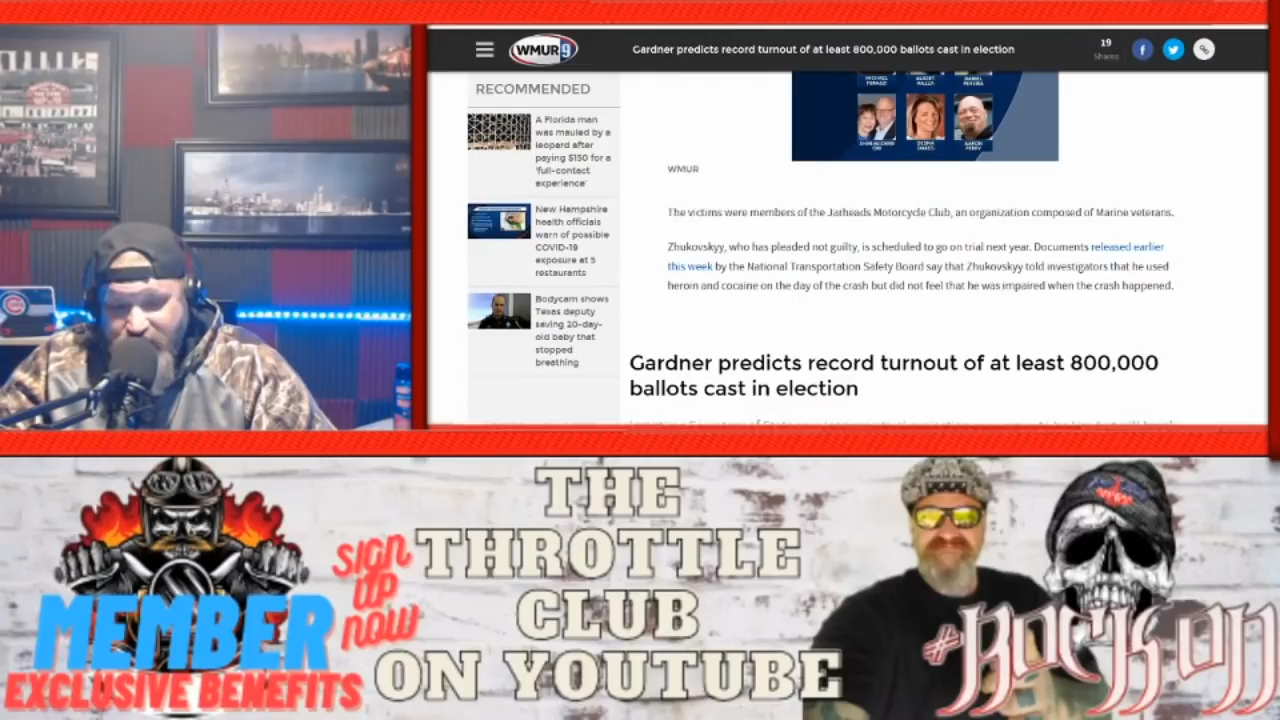 WMUR 9
Gardner predicts record turnout of at least 800,000 ballots cast in election
19
Shares
RECOMMENDED
A Florida man
was mauled by a
leopard after
paying $150 for a
'full-contact
experience'
New Hampshire
health officials
warn of possible
COVID-19
exposure at 5
restaurants
Bodycam shows
Texas deputy
saving 20-day-
old baby that
stopped
breathing
WMUR
The victims were members of the Jarheads Motorcycle Club, an organization composed of Marine veterans.
Zhukovskyy, who has pleaded not guilty, is scheduled to go on trial next year. Documents released earlier
this week by the National Transportation Safety Board say that Zhukovskyy told investigators that he used
heroin and cocaine on the day of the crash but did not feel that he was impaired when the crash happened.
Gardner predicts record turnout of at least 800,000
ballots cast in election
MEMBER
EXCLUSIVE BENEFITS
sign
up
now
THE
THROTTLE
CLUB
ON YOUTUBE
#ROCK ON